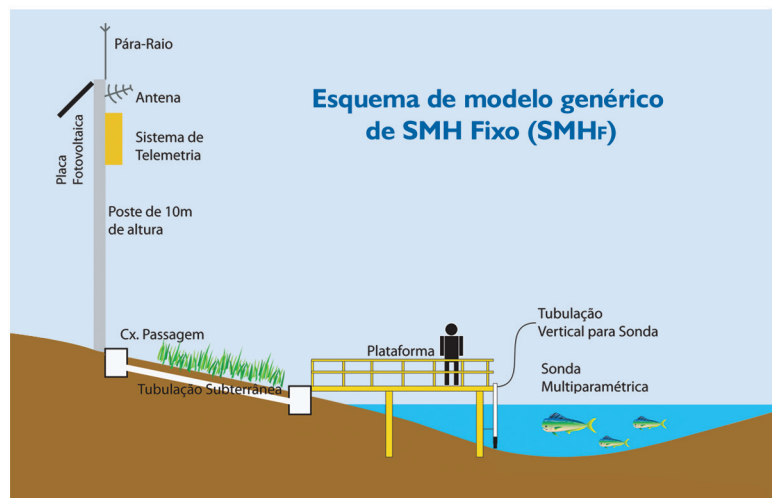 Pára-Raio
Antena
Esquema de modelo genérico
de SMH Fixo (SMHF)
Placa
Fotovoltaica
Sistema de
Telemetria
Poste de 10m
de altura
Cx. Passagem
Tubulação Subterrânea
Plataforma
Tubulação
Vertical para Sonda
Sonda
Multiparamétrica